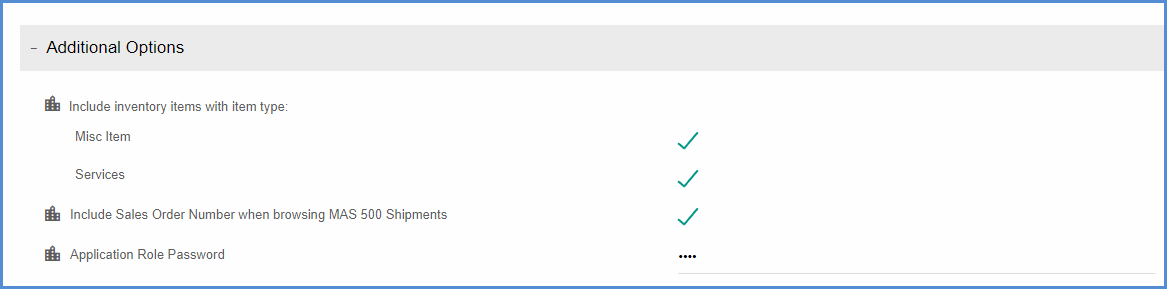 Additional Options
Include inventory items with item type:
Misc Item
Services
Include Sales Order Number when browsing MAS 500 Shipments
Application Role Password ••••